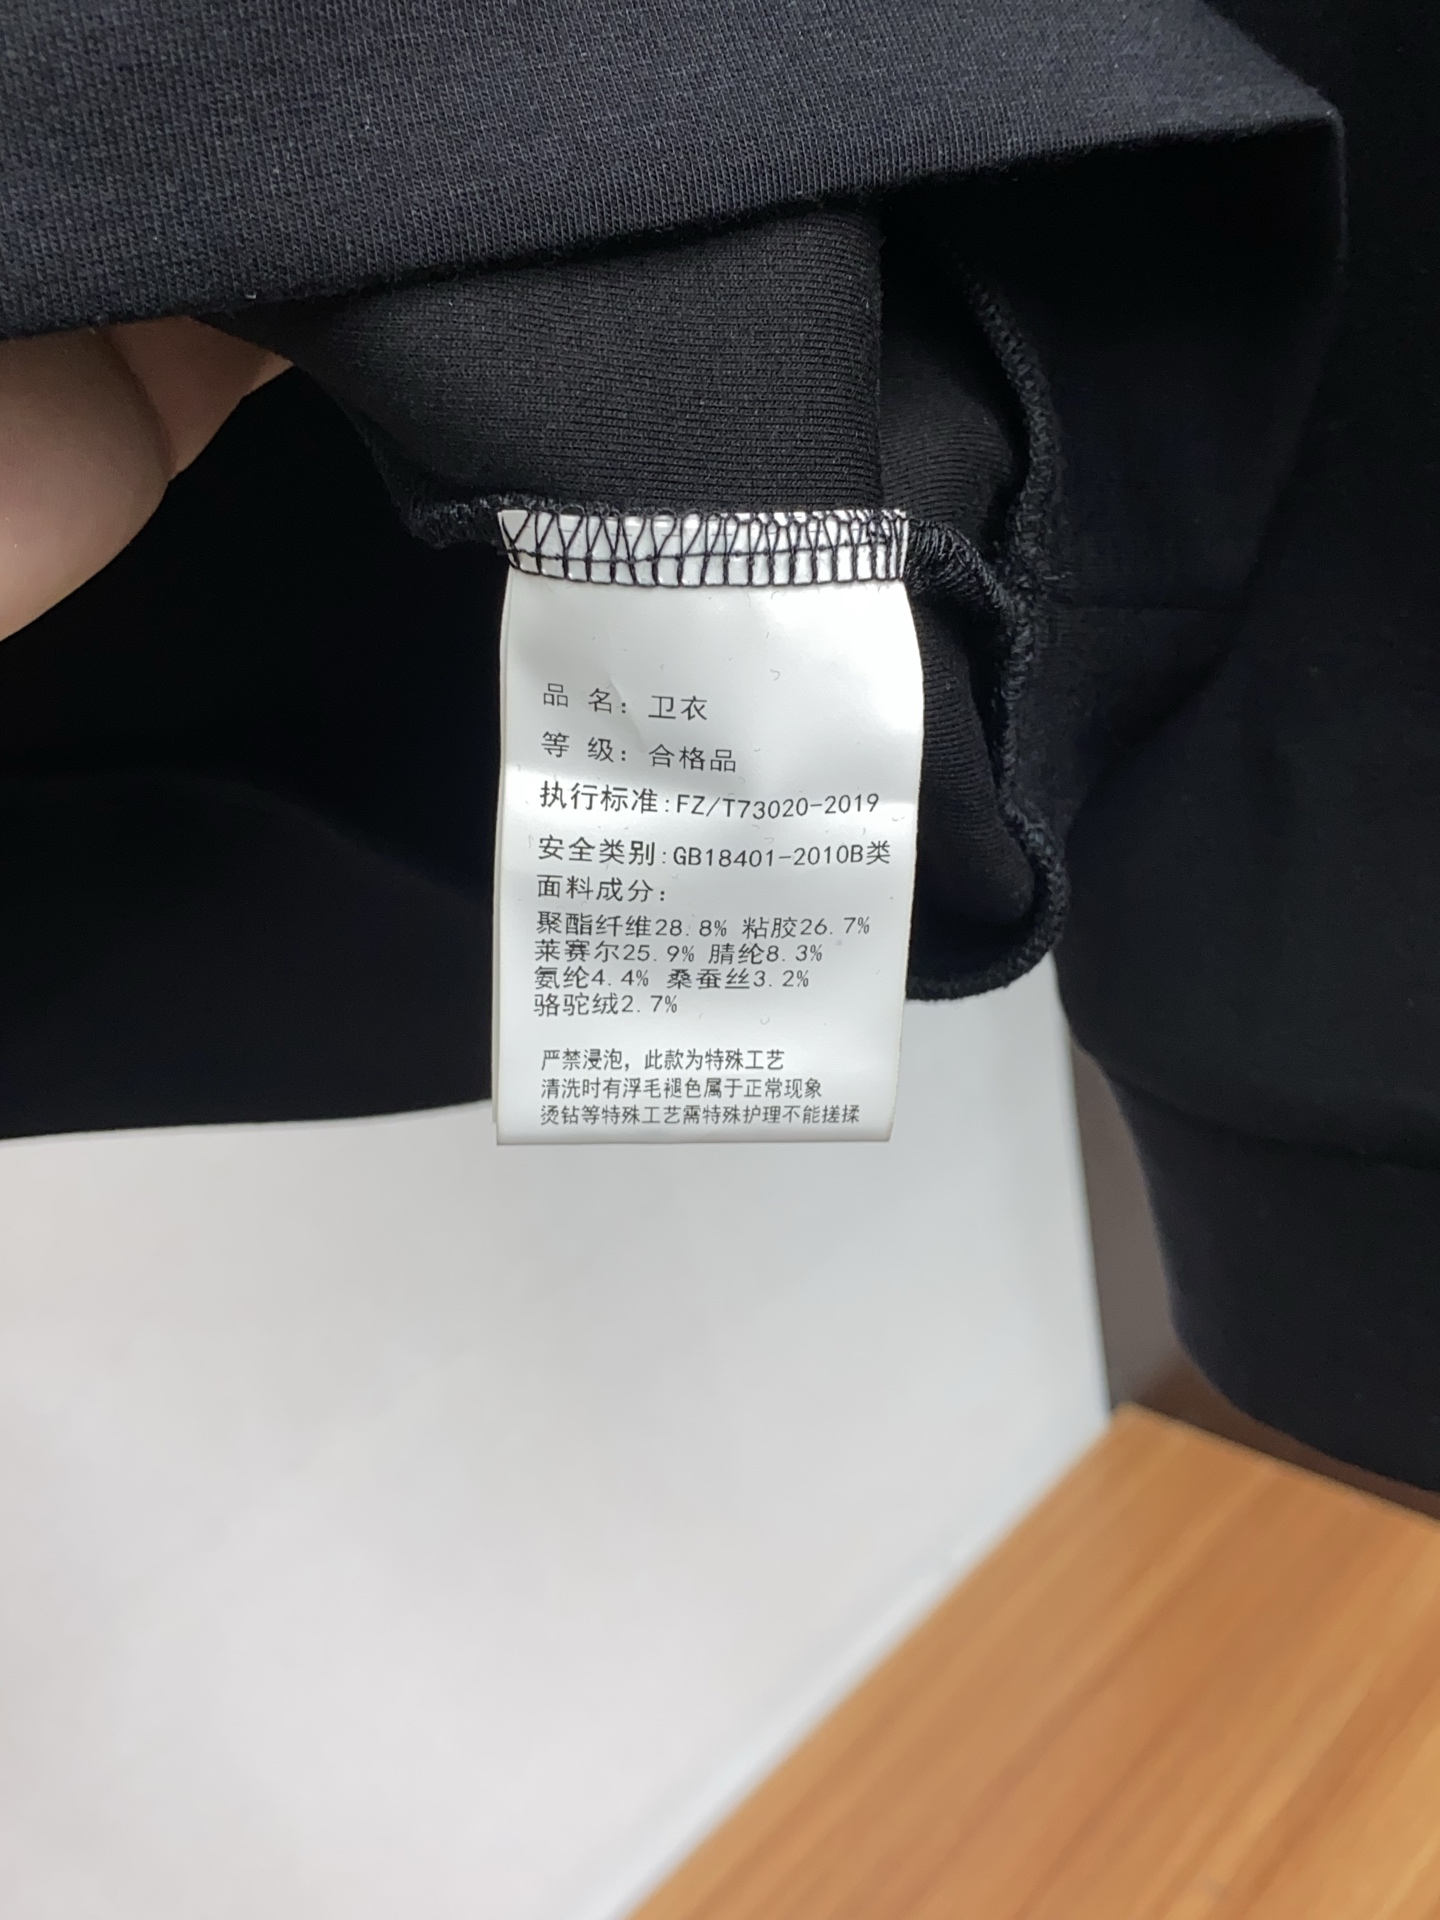 品 名：卫衣
等 级：合格品
执行标准:FZ/T73020-2019
安全类别:GB18401-2010B类
面料成分：
聚酯纤维28.8% 粘胶26.7%
莱赛尔25.9% 腈纶8.3%
氨纶4.4% 桑蚕丝3.2%
骆驼绒2.7%
严禁浸泡，此款为特殊工艺
清洗时有浮毛褪色属于正常现象
烫钻等特殊工艺需特殊护理不能搓揉